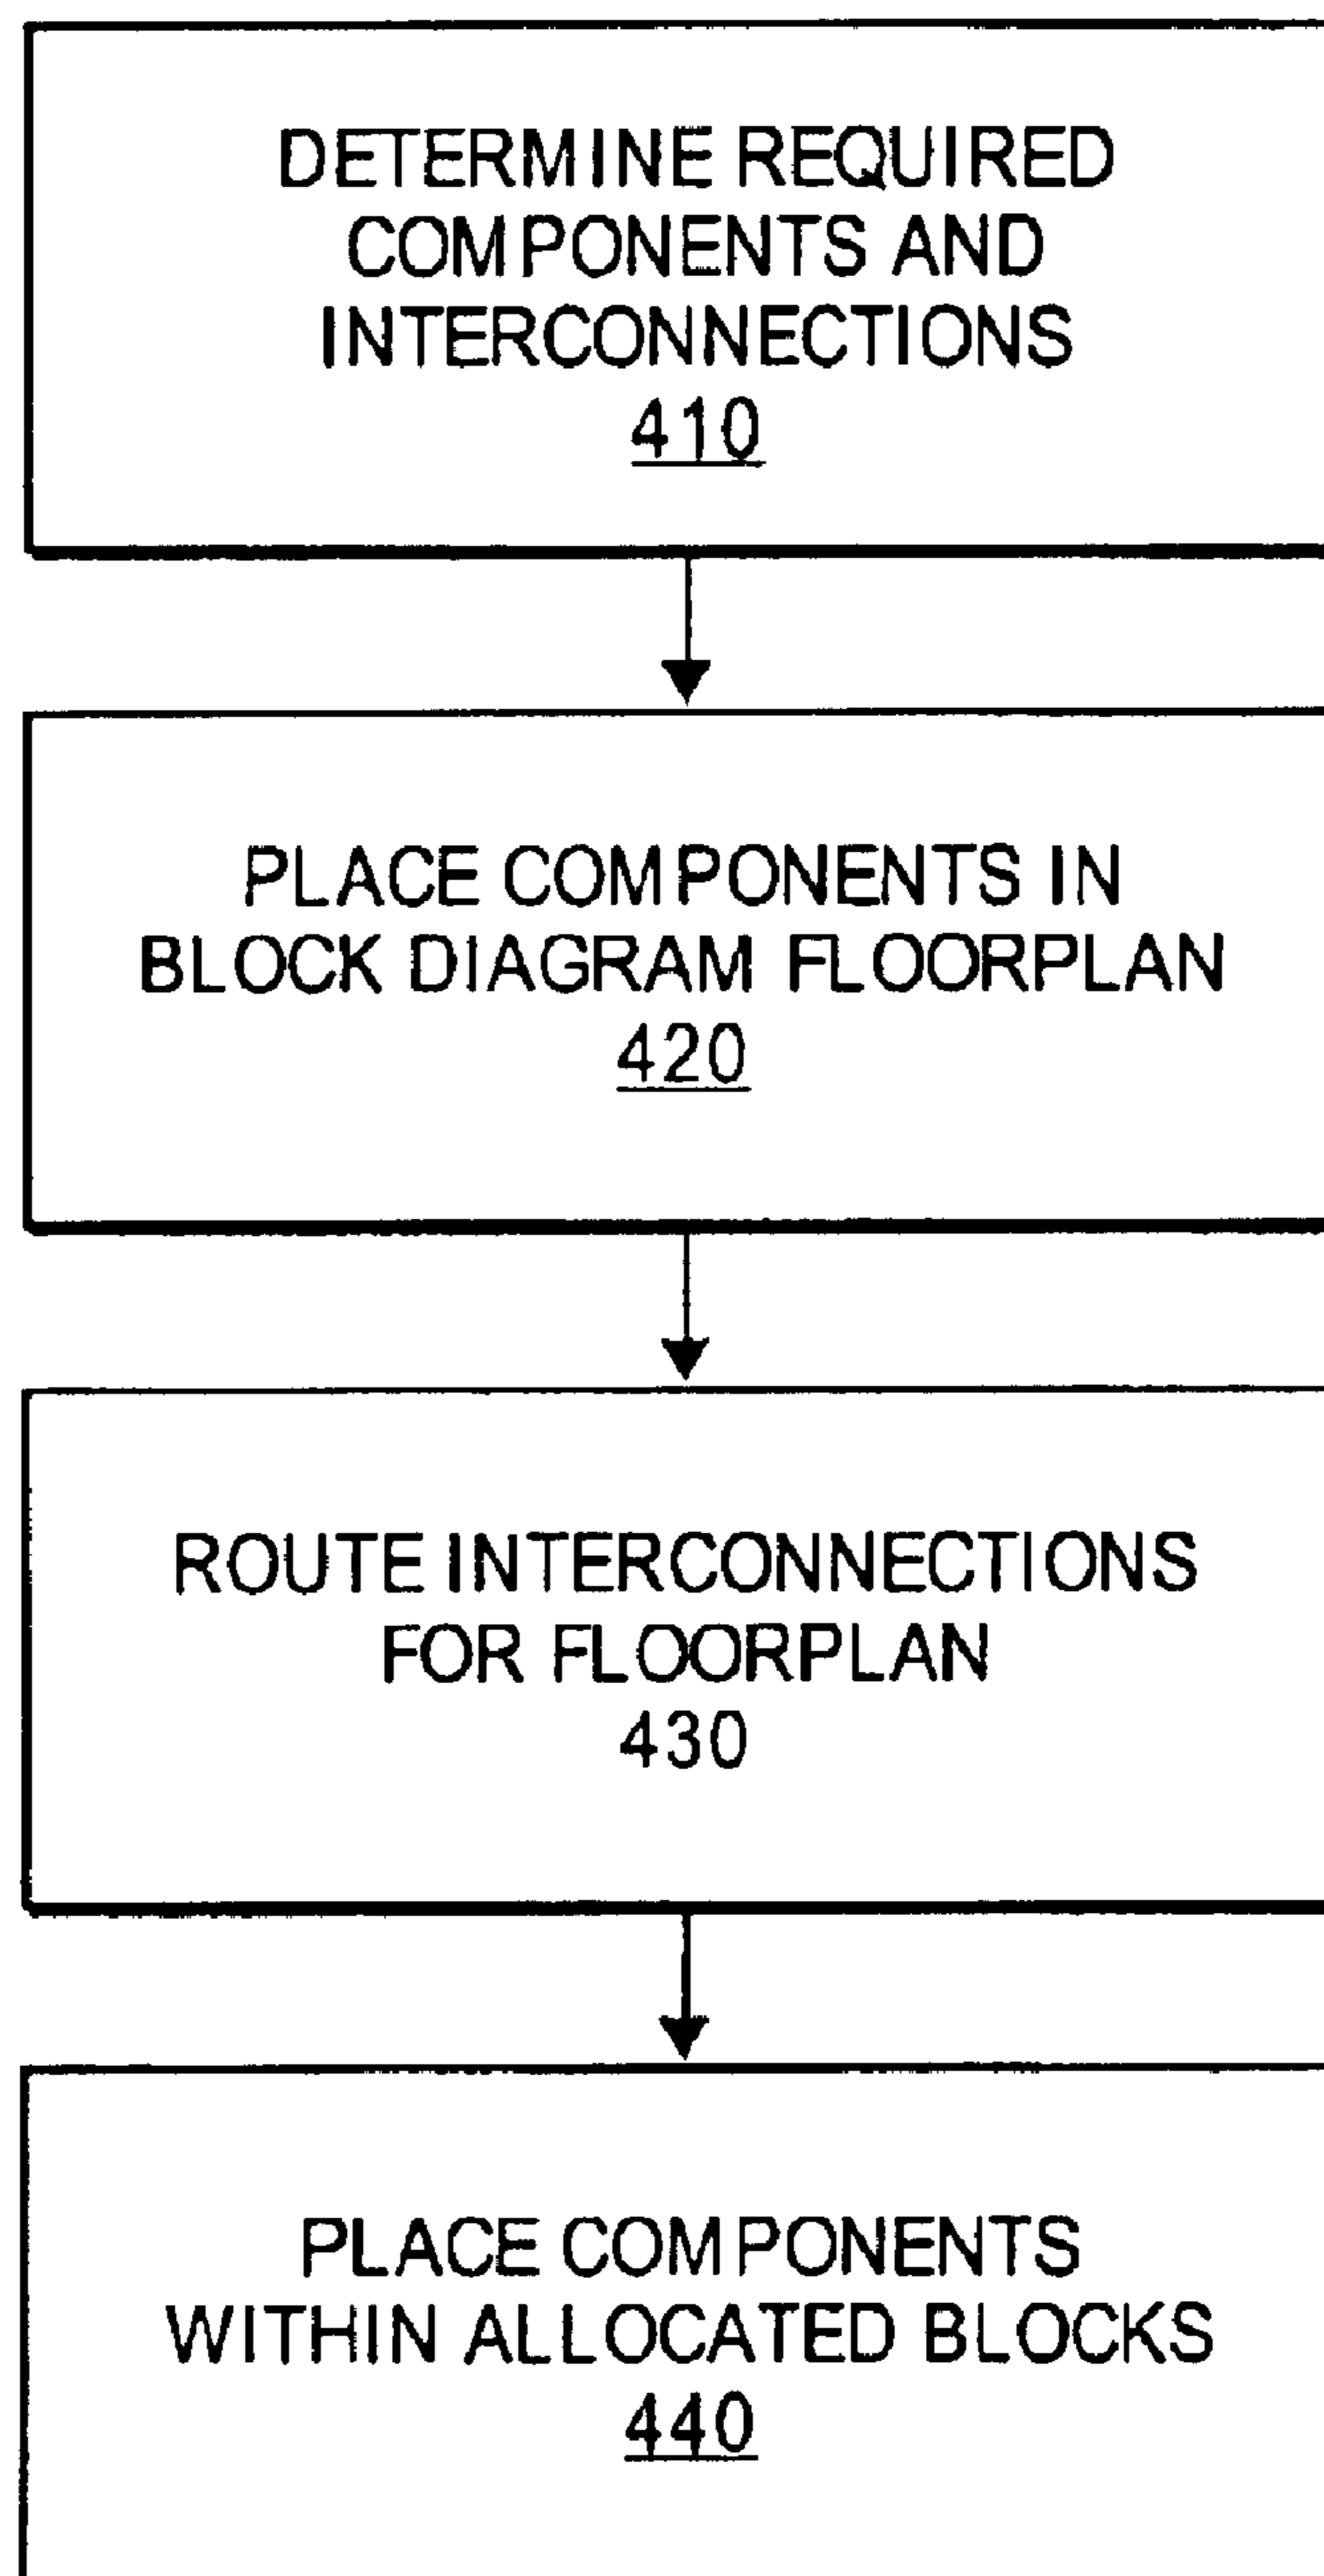 DETERMINE REQUIRED
COMPONENTS AND
INTERCONNECTIONS
410
PLACE COMPONENTS IN
BLOCK DIAGRAM FLOORPLAN
420
ROUTE INTERCONNECTIONS
FOR FLOORPLAN
430
PLACE COMPONENTS
WITHIN ALLOCATED BLOCKS
440